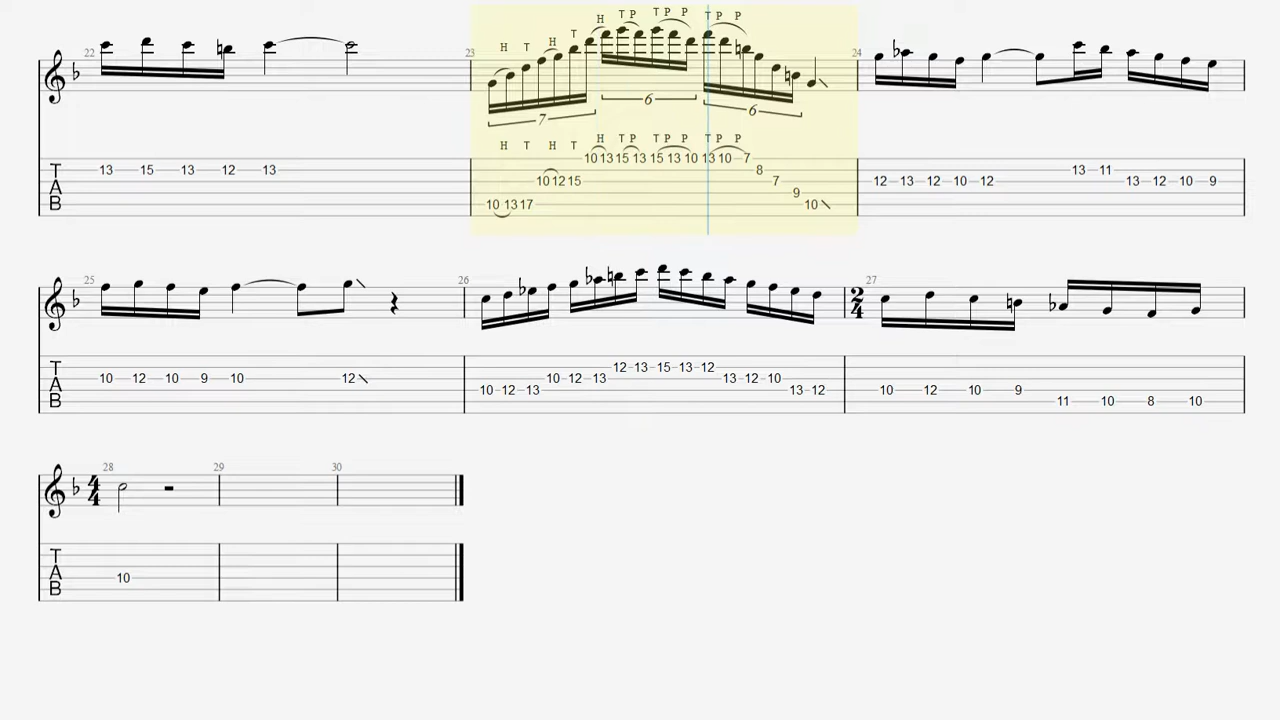 H T P T P P T P P
22 H T H T 23 24
7 6 6
H T H T H T P T P P T P P
10 13 15 13 15 13 10 13 10 7
T 13 15 13 12 13 8 13 11
A 10 12 15 7 12 13 12 10 12 13 12 10 9
9
B 10 13 17 10
25 26 27
2
4
T 12 13 15 13 12
A 10 12 10 9 10 12 10 12 13 13 12 10
10 12 13 13 12 10 12 10 9
B 11 10 8 10
28 29 30
4
4
T
A 10
B